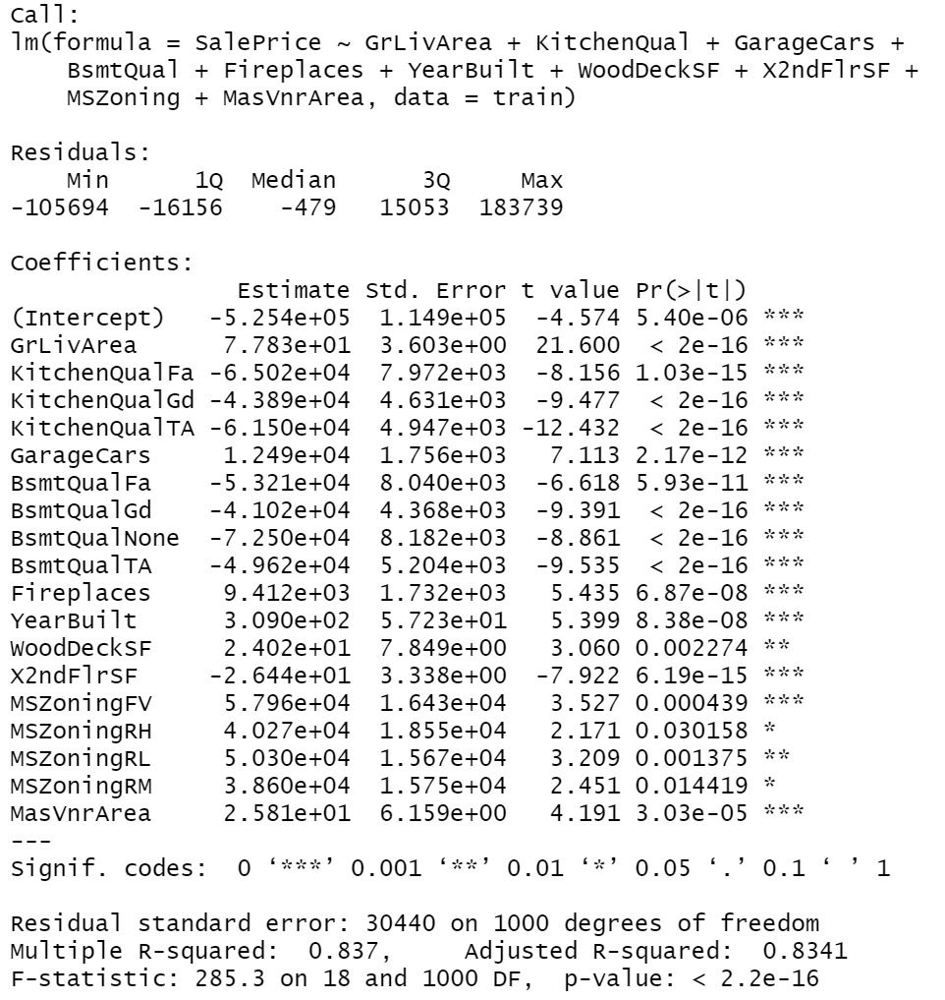 Call:
lm(formula = SalePrice ~ GrLivArea + KitchenQual + GarageCars +
    BsmtQual + Fireplaces + YearBuilt + WoodDeckSF + X2ndFlrSF +
    MSZoning + MasVnrArea, data = train)

Residuals:
    Min      1Q  Median      3Q     Max
-105694  -16156    -479   15053  183739

Coefficients:
                Estimate Std. Error t value Pr(>|t|)
(Intercept)   -5.254e+05  1.149e+05  -4.574 5.40e-06 ***
GrLivArea      7.783e+01  3.603e+00  21.600  < 2e-16 ***
KitchenQualFa -6.502e+04  7.972e+03  -8.156 1.03e-15 ***
KitchenQualGd -4.389e+04  4.631e+03  -9.477  < 2e-16 ***
KitchenQualTA -6.150e+04  4.947e+03 -12.432  < 2e-16 ***
GarageCars     1.249e+04  1.756e+03   7.113 2.17e-12 ***
BsmtQualFa    -5.321e+04  8.040e+03  -6.618 5.93e-11 ***
BsmtQualGd    -4.102e+04  4.368e+03  -9.391  < 2e-16 ***
BsmtQualNone  -7.250e+04  8.182e+03  -8.861  < 2e-16 ***
BsmtQualTA    -4.962e+04  5.204e+03  -9.535  < 2e-16 ***
Fireplaces     9.412e+03  1.732e+03   5.435 6.87e-08 ***
YearBuilt      3.090e+02  5.723e+01   5.399 8.38e-08 ***
WoodDeckSF     2.402e+01  7.849e+00   3.060 0.002274 **
X2ndFlrSF     -2.644e+01  3.338e+00  -7.922 6.19e-15 ***
MSZoningFV     5.796e+04  1.643e+04   3.527 0.000439 ***
MSZoningRH     4.027e+04  1.855e+04   2.171 0.030158 *
MSZoningRL     5.030e+04  1.567e+04   3.209 0.001375 **
MSZoningRM     3.860e+04  1.575e+04   2.451 0.014419 *
MasVnrArea     2.581e+01  6.159e+00   4.191 3.03e-05 ***
---
Signif. codes:  0 ‘***’ 0.001 ‘**’ 0.01 ‘*’ 0.05 ‘.’ 0.1 ‘ ’ 1

Residual standard error: 30440 on 1000 degrees of freedom
Multiple R-squared:  0.837,     Adjusted R-squared:  0.8341
F-statistic: 285.3 on 18 and 1000 DF,  p-value: < 2.2e-16